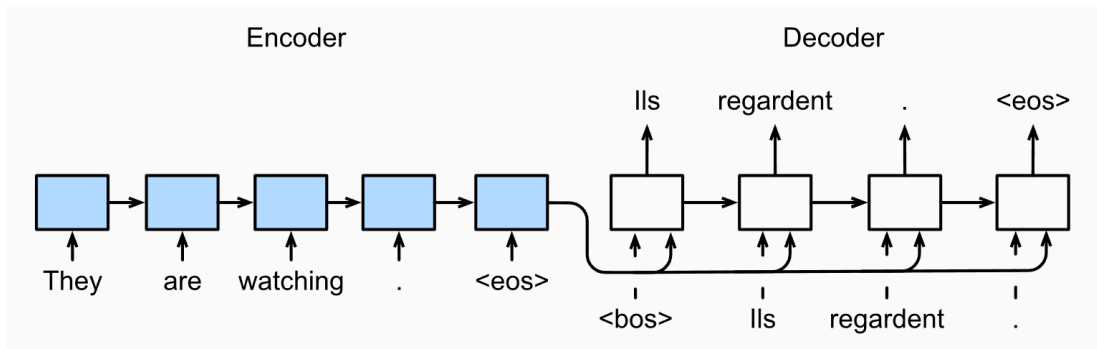 Encoder Decoder
Ils regardent . <eos>
They are watching . <eos>
<bos> Ils regardent .